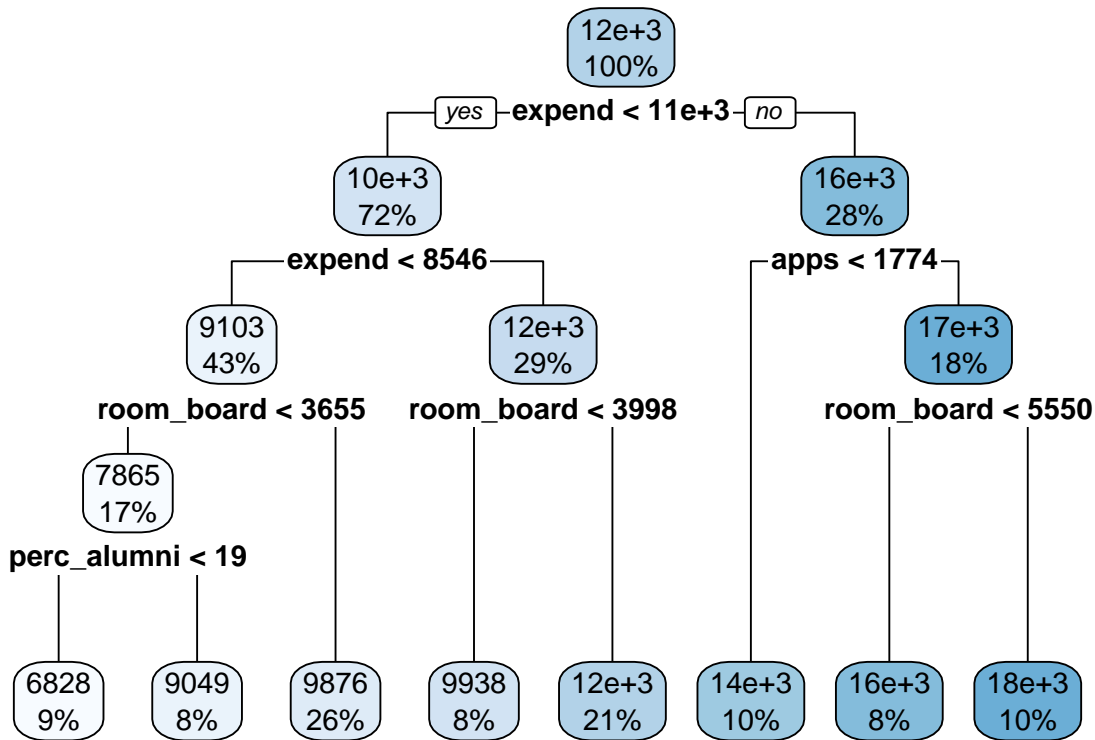 12e+3
100%
yes expend < 11e+3 no
10e+3
72%
16e+3
28%
expend < 8546
apps < 1774
9103
43%
12e+3
29%
17e+3
18%
room_board < 3655
room_board < 3998
room_board < 5550
7865
17%
perc_alumni < 19
6828
9%
9049
8%
9876
26%
9938
8%
12e+3
21%
14e+3
10%
16e+3
8%
18e+3
10%